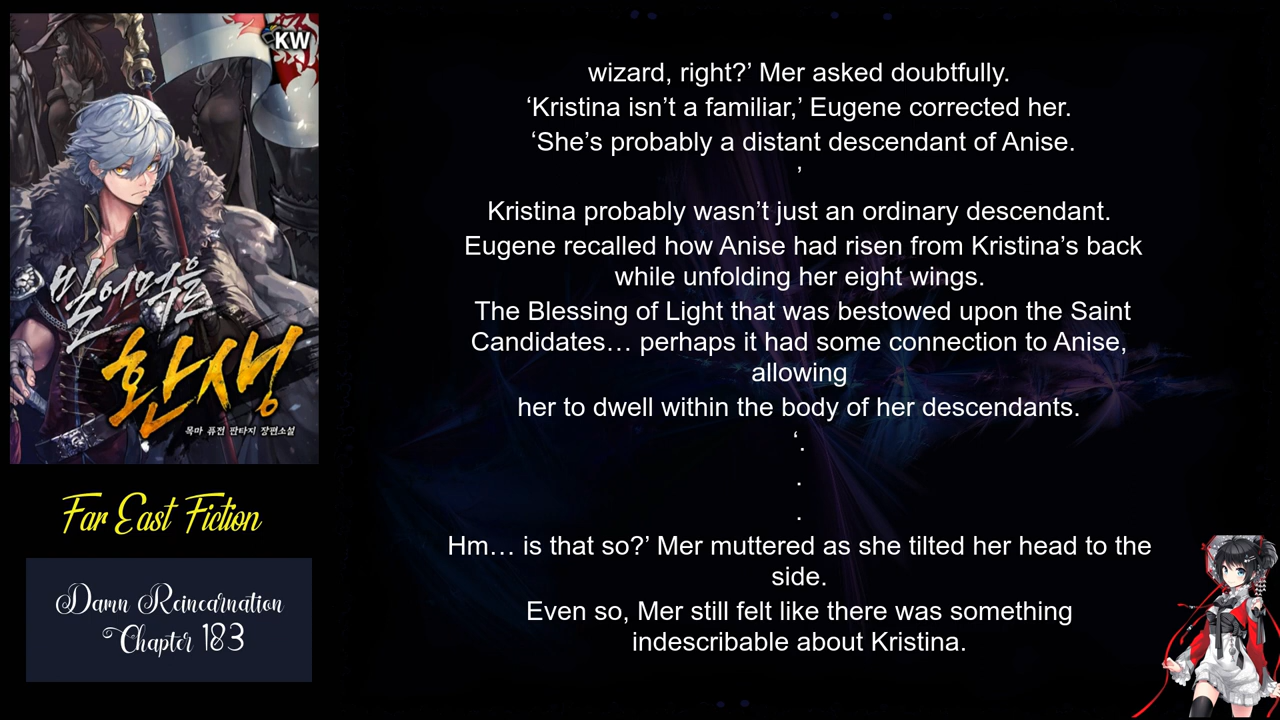 KW
빌어먹을
환생
목마 퓨전 판타지 장편소설
Far East Fiction
Damn Reincarnation
Chapter 183
wizard, right?’ Mer asked doubtfully.
‘Kristina isn’t a familiar,’ Eugene corrected her.
‘She’s probably a distant descendant of Anise.
’
Kristina probably wasn’t just an ordinary descendant.
Eugene recalled how Anise had risen from Kristina’s back
while unfolding her eight wings.
The Blessing of Light that was bestowed upon the Saint
Candidates… perhaps it had some connection to Anise,
allowing
her to dwell within the body of her descendants.
‘.
.
.
Hm… is that so?’ Mer muttered as she tilted her head to the
side.
Even so, Mer still felt like there was something
indescribable about Kristina.